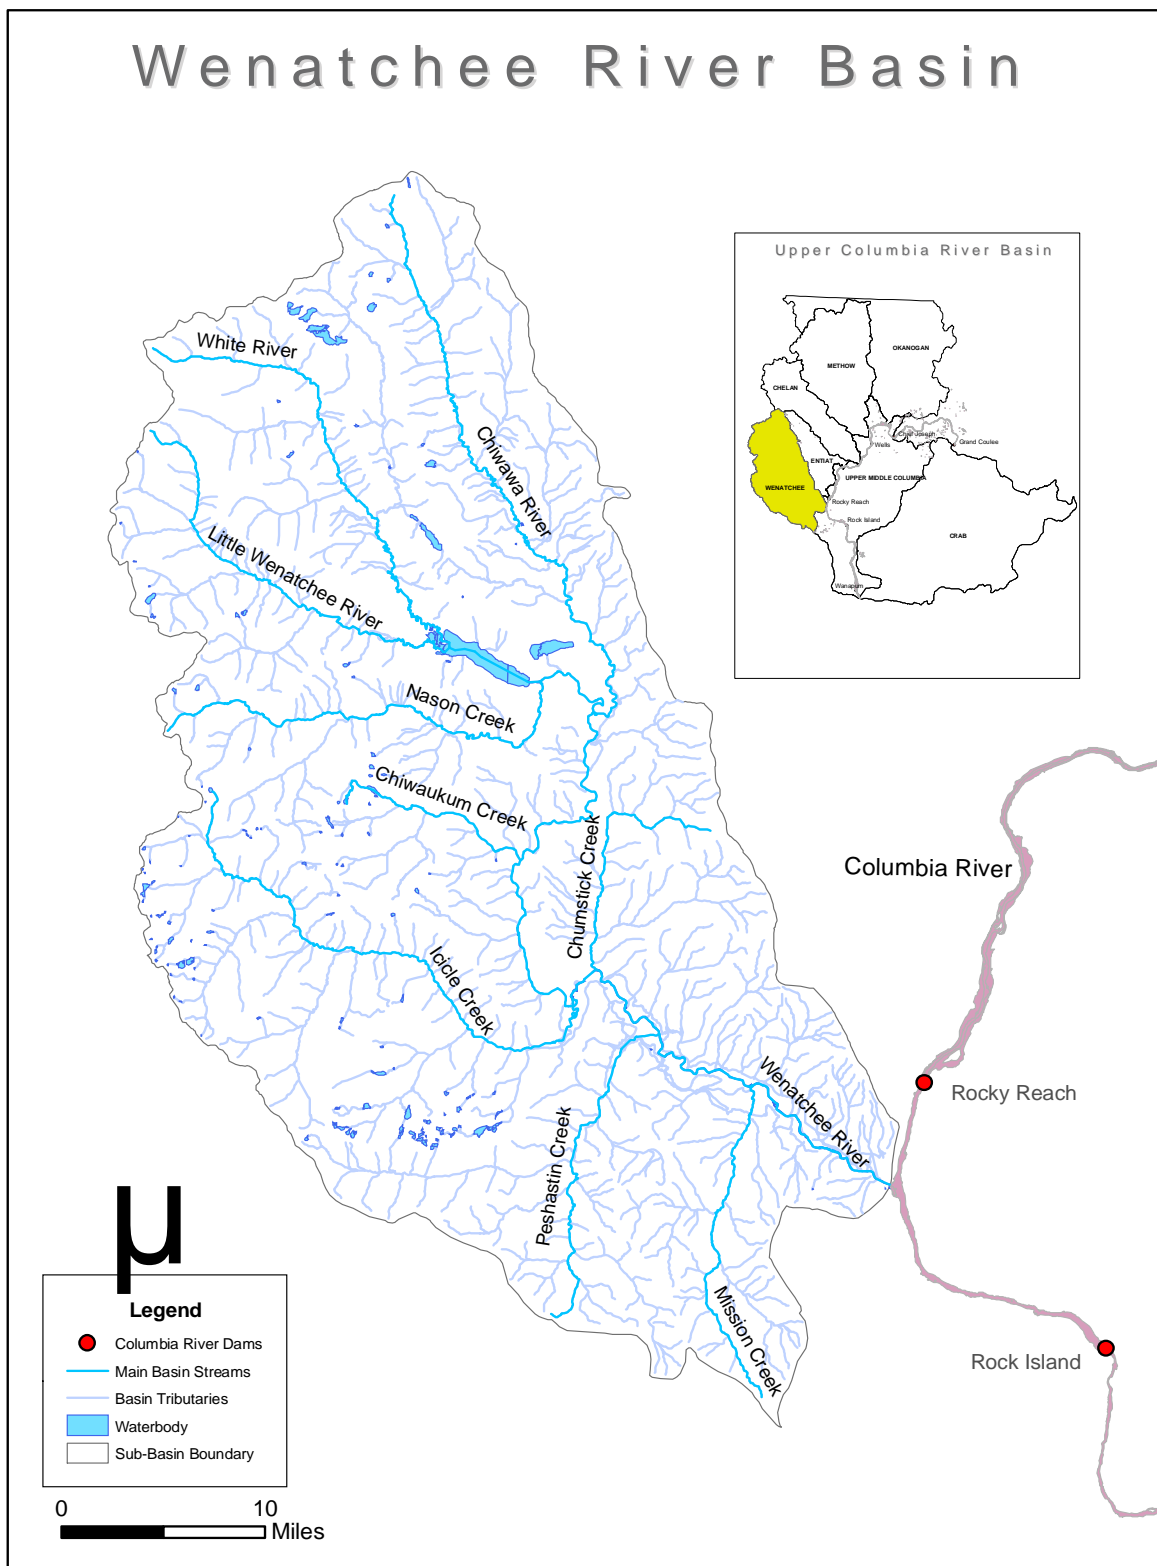 Wenatchee River Basin
Upper Columbia River Basin
OKANOGAN
METHOW
CHELAN
Chief Joseph
Grand Coulee
Wells
ENTIAT
UPPER MIDDLE COLUMBIA
WENATCHEE
Rocky Reach
Rock Island
CRAB
Wanapum
White River
Chiwawa River
Little Wenatchee River
Nason Creek
Chiwaukum Creek
Chumstick Creek
Columbia River
Icicle Creek
Wenatchee River
Rocky Reach
Peshastin Creek
Mission Creek
Rock Island
µ
Legend
Columbia River Dams
Main Basin Streams
Basin Tributaries
Waterbody
Sub-Basin Boundary
0 10
Miles